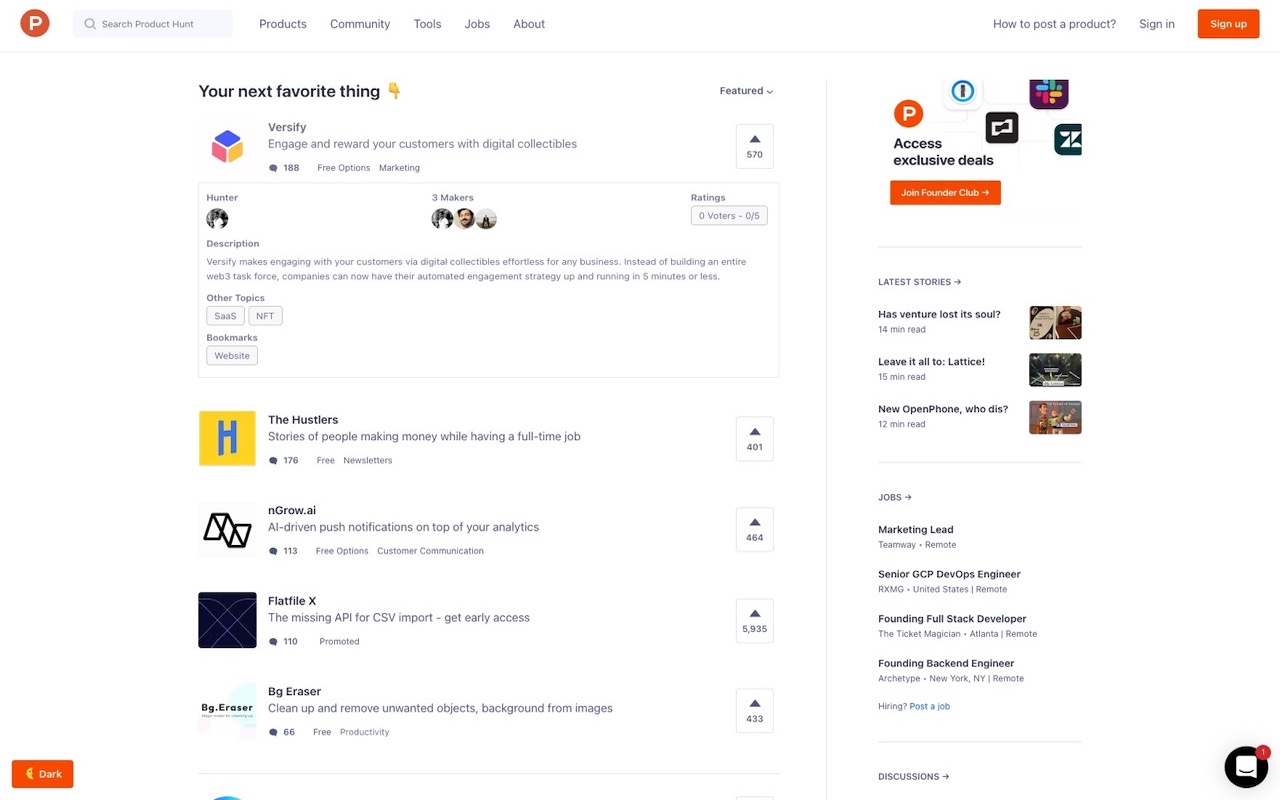 P
Search Product Hunt
Products
Community
Tools
Jobs
About
How to post a product?
Sign in
Sign up
Your next favorite thing 👇
Featured
Versify
Engage and reward your customers with digital collectibles
188 Free Options Marketing
570
Hunter
3 Makers
Ratings
0 Voters - 0/5
Description
Versify makes engaging with your customers via digital collectibles effortless for any business. Instead of building an entire
web3 task force, companies can now have their automated engagement strategy up and running in 5 minutes or less.
Other Topics
SaaS
NFT
Bookmarks
Website
H
The Hustlers
Stories of people making money while having a full-time job
176 Free Newsletters
401
nGrow.ai
AI-driven push notifications on top of your analytics
113 Free Options Customer Communication
464
Flatfile X
The missing API for CSV import - get early access
110 Promoted
5,935
Bg.Eraser
Bg Eraser
Clean up and remove unwanted objects, background from images
66 Free Productivity
433
🌜 Dark
P
Access
exclusive deals
Join Founder Club →
LATEST STORIES →
Has venture lost its soul?
14 min read
Leave it all to: Lattice!
15 min read
New OpenPhone, who dis?
12 min read
JOBS →
Marketing Lead
Teamway • Remote
Senior GCP DevOps Engineer
RXMG • United States | Remote
Founding Full Stack Developer
The Ticket Magician • Atlanta | Remote
Founding Backend Engineer
Archetype • New York, NY | Remote
Hiring? Post a job
DISCUSSIONS →
1